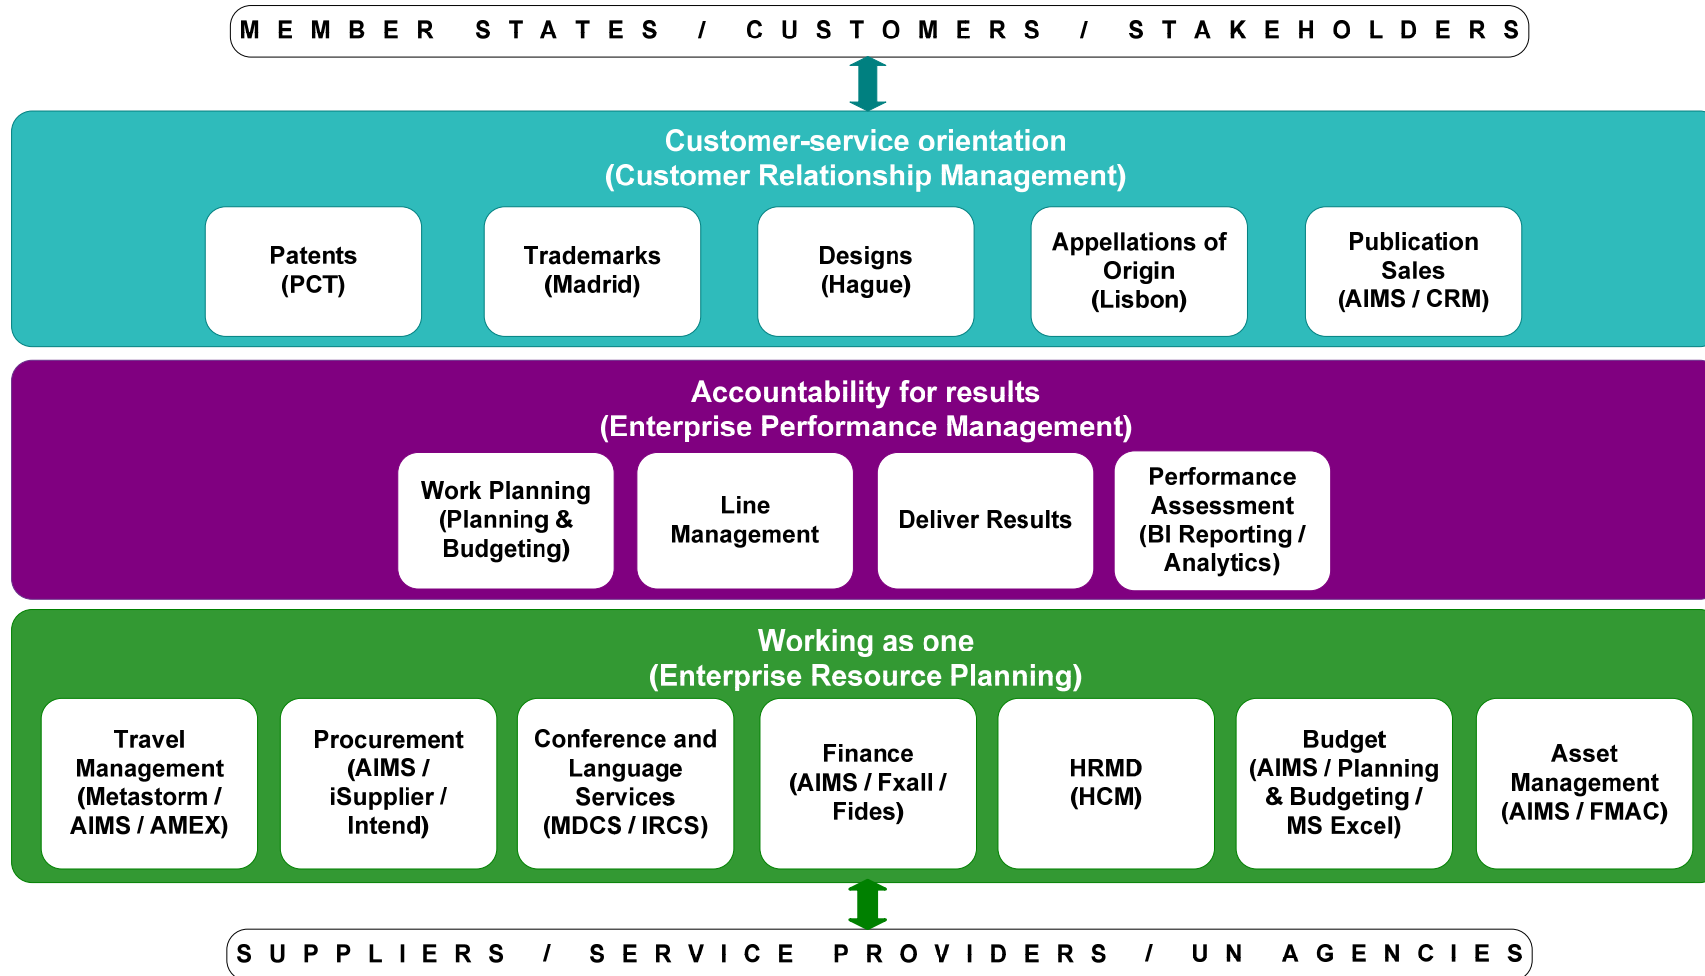 MEMBER STATES / CUSTOMERS / STAKEHOLDERS
Customer-service orientation
(Customer Relationship Management)
Patents
(PCT)
Trademarks
(Madrid)
Designs
(Hague)
Appellations of
Origin
(Lisbon)
Publication
Sales
(AIMS / CRM)
Accountability for results
(Enterprise Performance Management)
Work Planning
(Planning &
Budgeting)
Line
Management
Deliver Results
Performance
Assessment
(BI Reporting /
Analytics)
Working as one
(Enterprise Resource Planning)
Travel
Management
(Metastorm /
AIMS / AMEX)
Procurement
(AIMS /
iSupplier /
Intend)
Conference and
Language
Services
(MDCS / IRCS)
Finance
(AIMS / Fxall /
Fides)
HRMD
(HCM)
Budget
(AIMS / Planning
& Budgeting /
MS Excel)
Asset
Management
(AIMS / FMAC)
SUPPLIERS / SERVICE PROVIDERS / UN AGENCIES